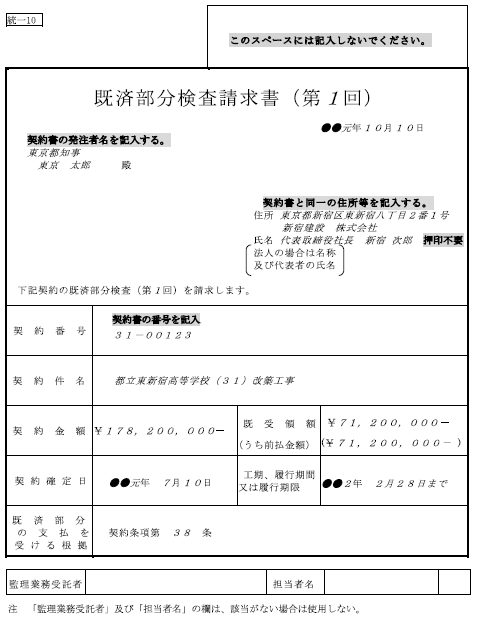 統一10
このスペースには記入しないでください。
既済部分検査請求書（第１回）
●●元年１０月１０日
契約書の発注者名を記入する。
東京都知事
東京　太郎　　　殿
契約書と同一の住所等を記入する。
住所　東京都新宿区東新宿八丁目２番１号
新宿建設　株式会社
氏名　代表取締役社長　新宿　次郎　押印不要
法人の場合は名称
及び代表者の氏名
下記契約の既済部分検査（第１回）を請求します。
契約書の番号を記入
契約番号　３１－００１２３
契約件名　都立東新宿高等学校（３１）改築工事
契約金額　￥１７８，２００，０００－　既受領額　￥７１，２００，０００－
（うち前払金額）　（￥７１，２００，０００－　）
契約確定日　●●元年　７月１０日　工期、履行期間　●●２年　２月２８日まで
又は履行期限
既済部分
の支払を　契約条項第　３８　条
受ける根拠
監理業務受託者　担当者名
注　「監理業務受託者」及び「担当者名」の欄は、該当がない場合は使用しない。